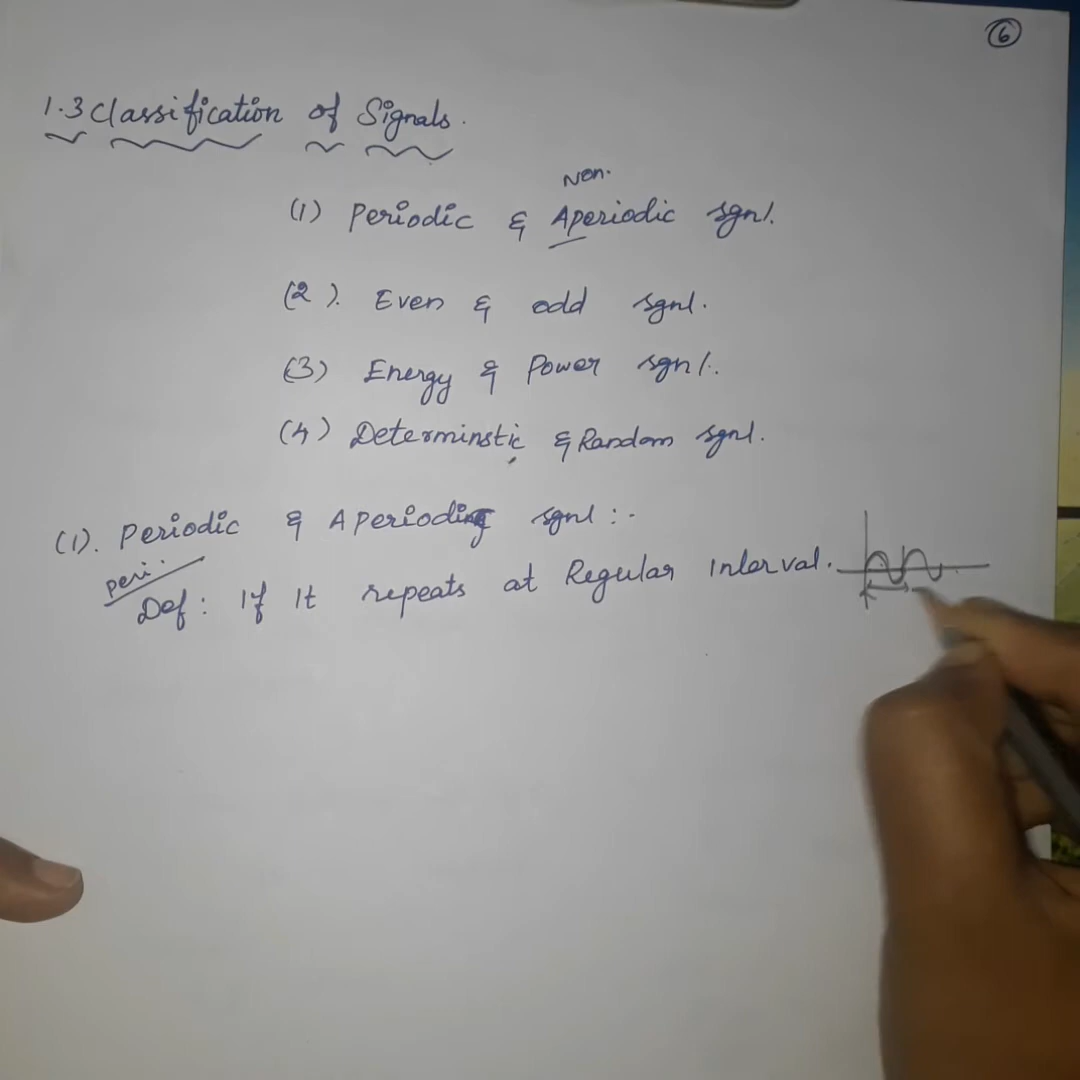 6
1.3 Classification of Signals.
Non.
(1) Periodic & Aperiodic sgnl.
(2). Even & odd sgnl.
(3) Energy & Power sgnl.
(4) Determinstic & Random sgnl.
(1). Periodic & Aperiodic sgnl :-
peri.
Def : If It repeats at Regular Interval.